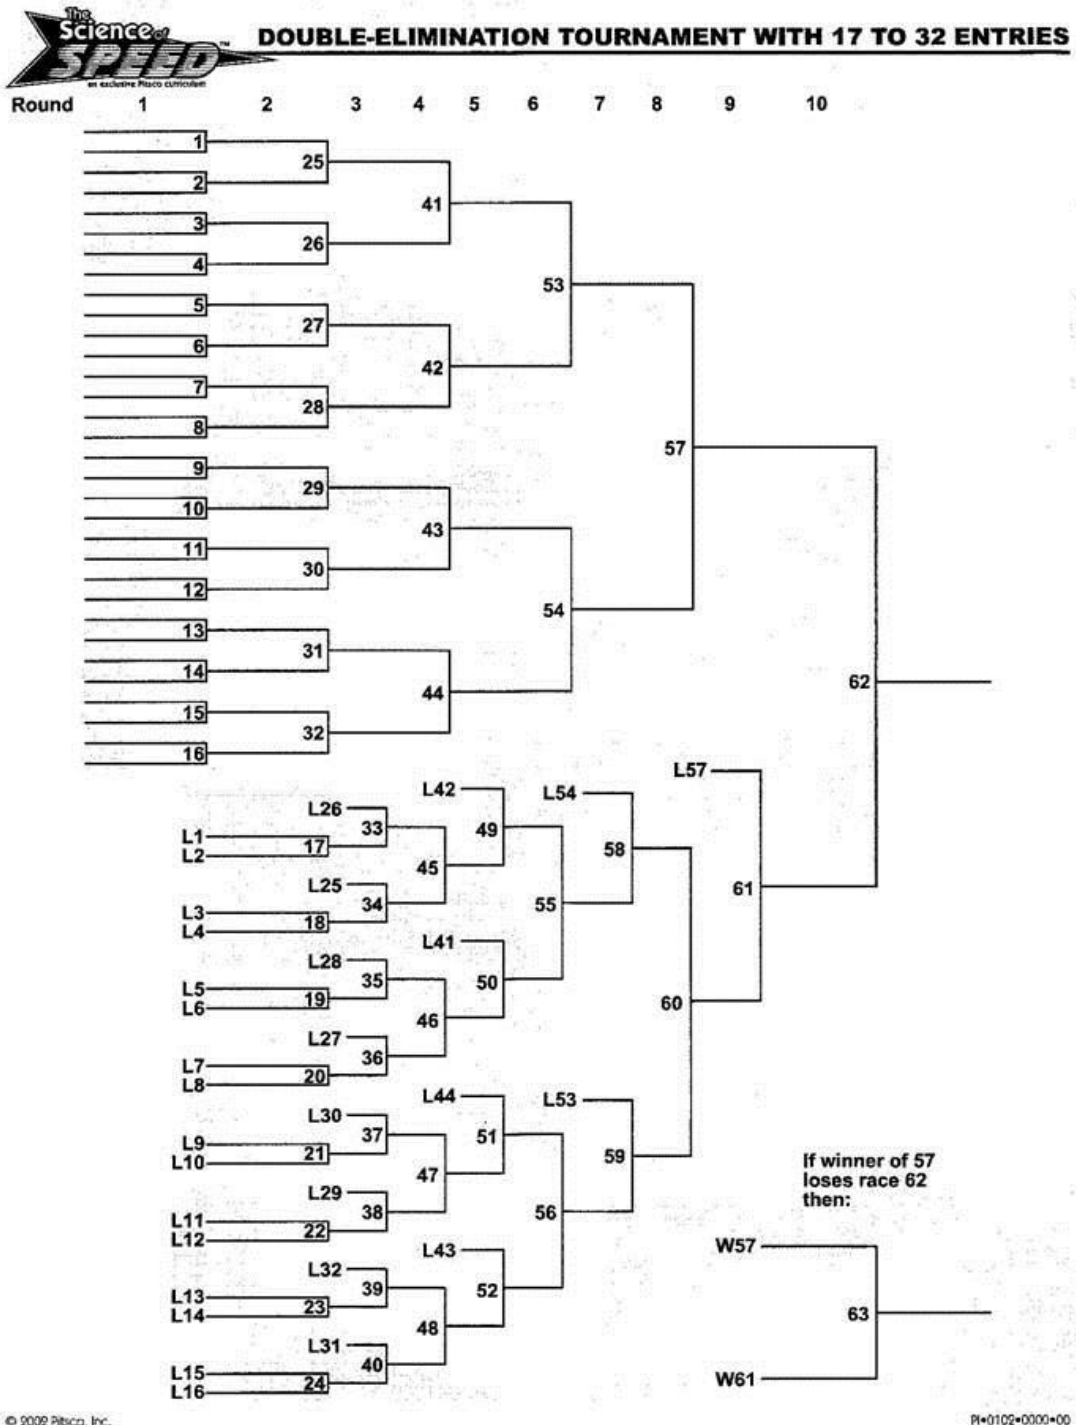 The
Science of
SPEED™
an exclusive Pitsco curriculum
DOUBLE-ELIMINATION TOURNAMENT WITH 17 TO 32 ENTRIES
Round 1 2 3 4 5 6 7 8 9 10
1
25
2
41
3
26
4
53
5
27
6
42
7
28
8
57
9
29
10
43
11
30
12
54
13
31
14
44
15
32
16
62
L57
L42
L54
L26
33
49
L1
17
L2
58
45
L25
34
61
55
L3
18
L4
L41
L28
35
50
L5
19
L6
60
46
L27
36
L7
20
L8
L44
L53
L30
37
51
L9
21
L10
59
47
If winner of 57
loses race 62
then:
L29
38
56
L11
22
L12
W57
L43
L32
39
52
L13
23
L14
63
48
L31
40
L15
24
L16
W61
© 2002 Pitsco, Inc.
PI•0102•0000•00